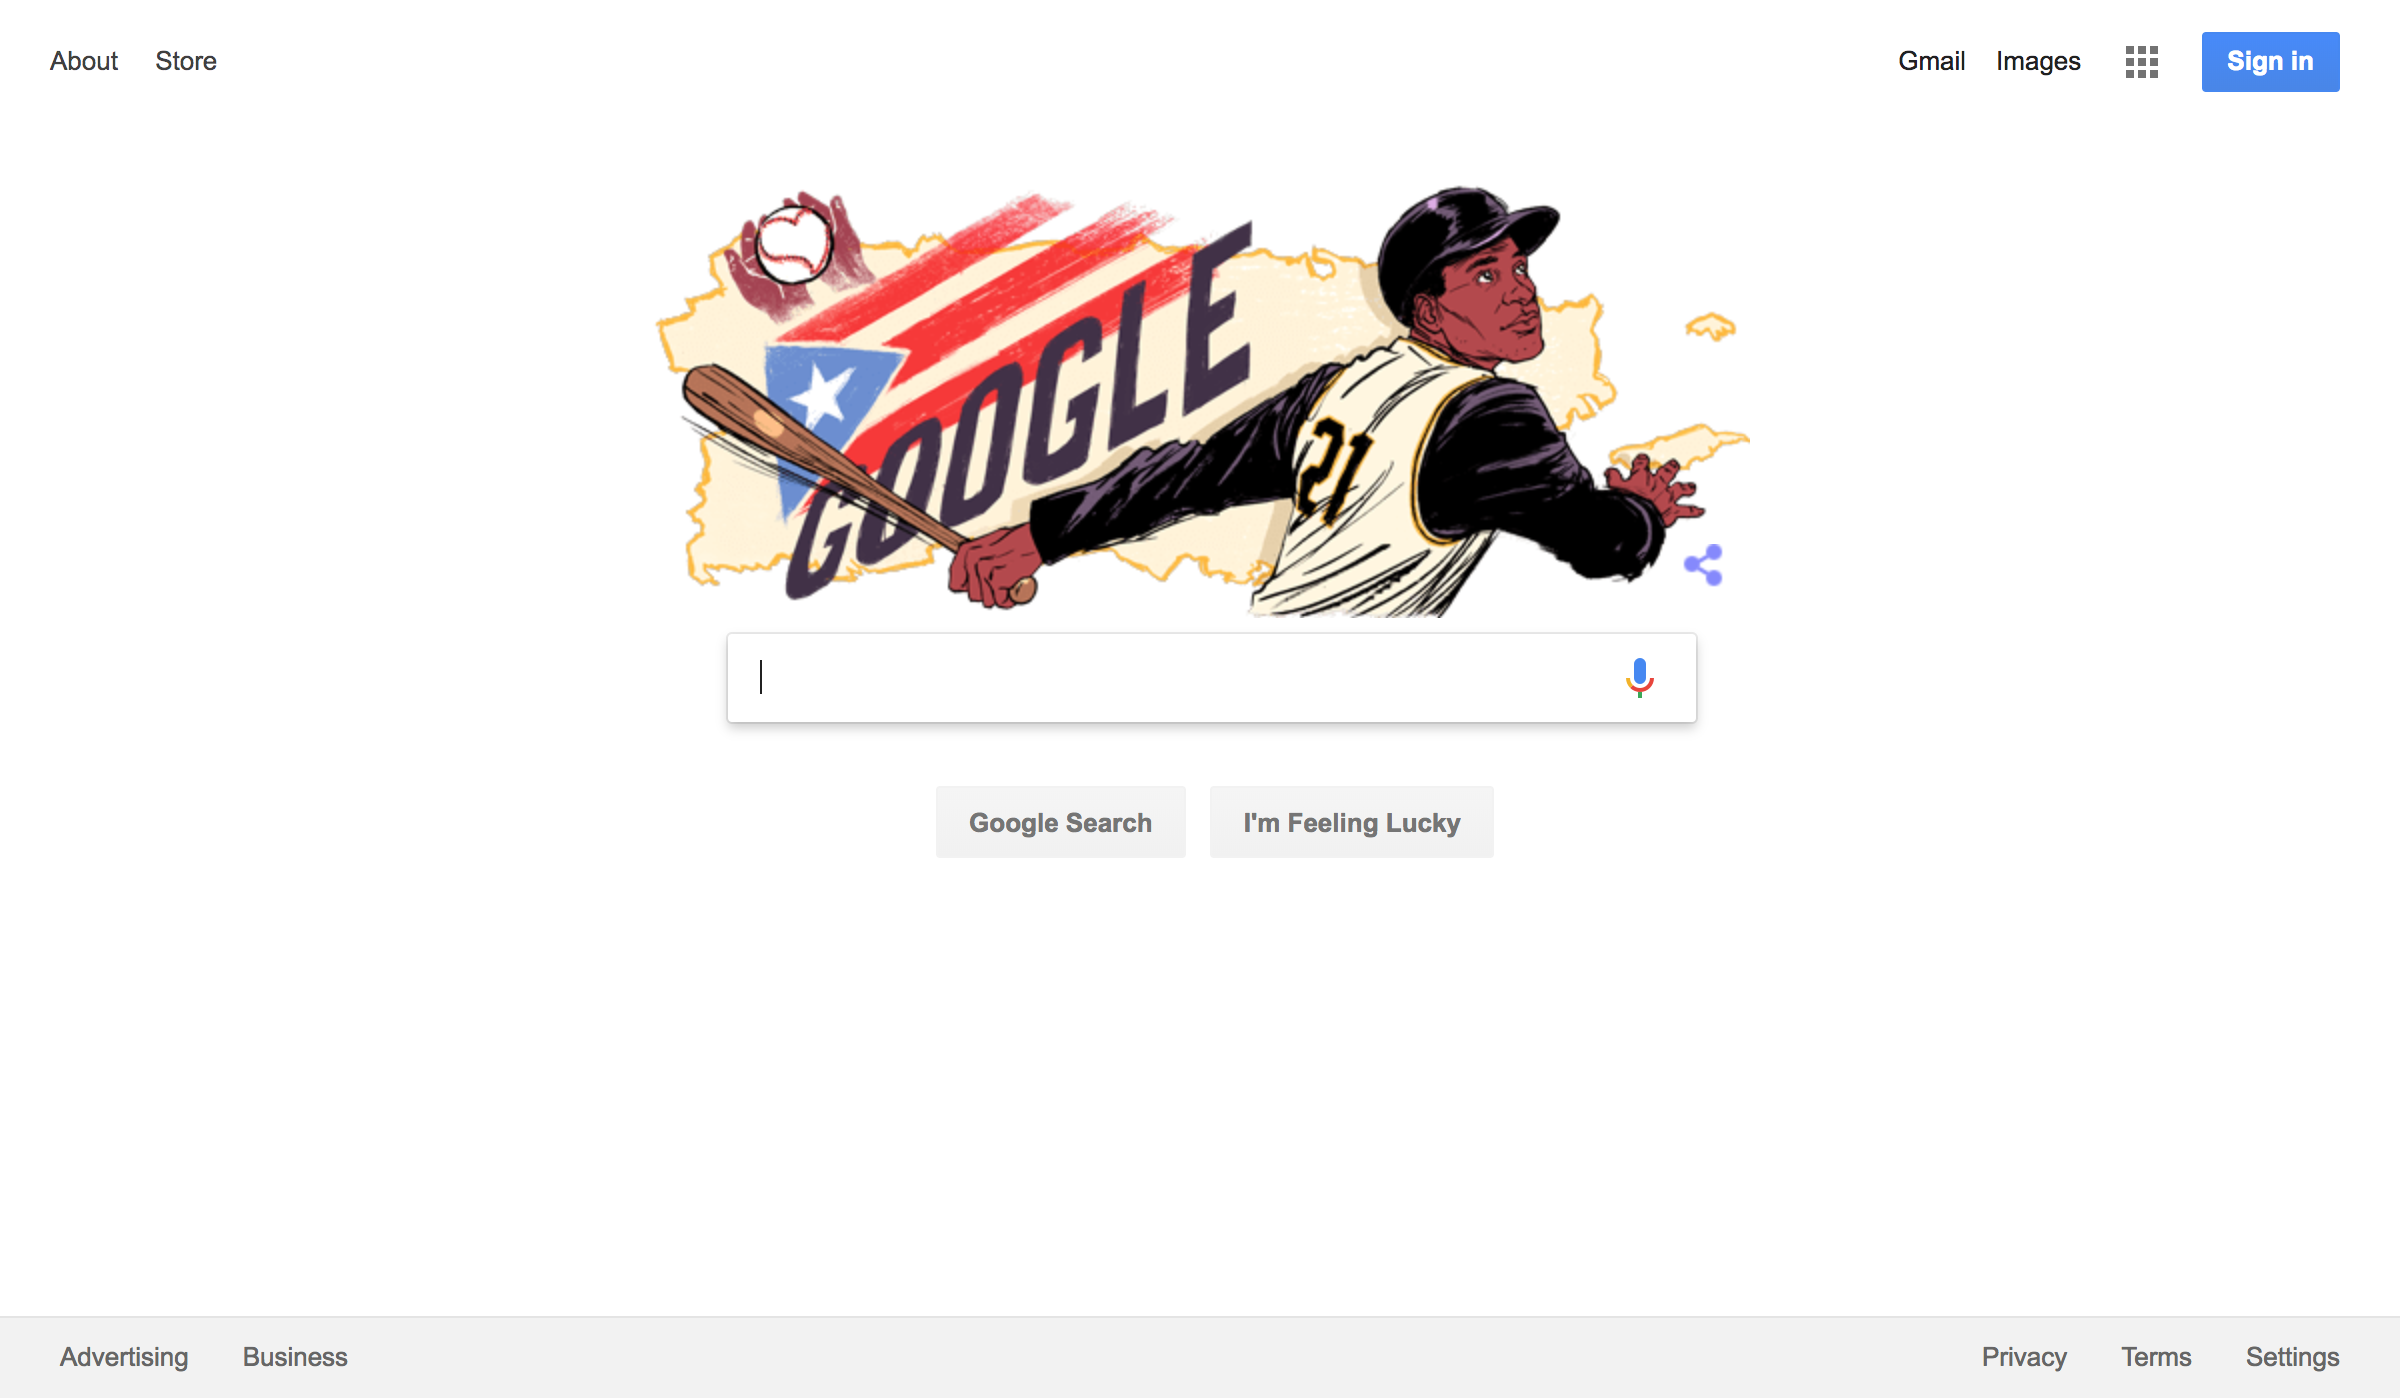 About Store Gmail Images Sign in
GOOGLE
21
Google Search I'm Feeling Lucky
Advertising Business Privacy Terms Settings